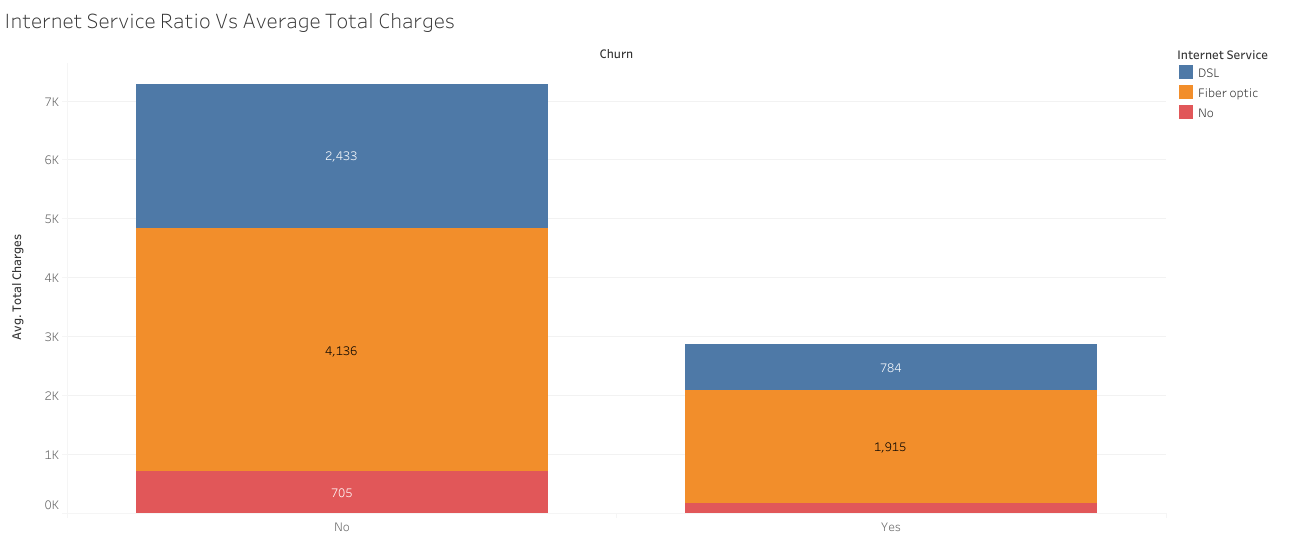 Internet Service Ratio Vs Average Total Charges
Churn
Internet Service
DSL
Fiber optic
No
Avg. Total Charges
7K
6K
5K
4K
3K
2K
1K
0K
2,433
4,136
705
784
1,915
No
Yes